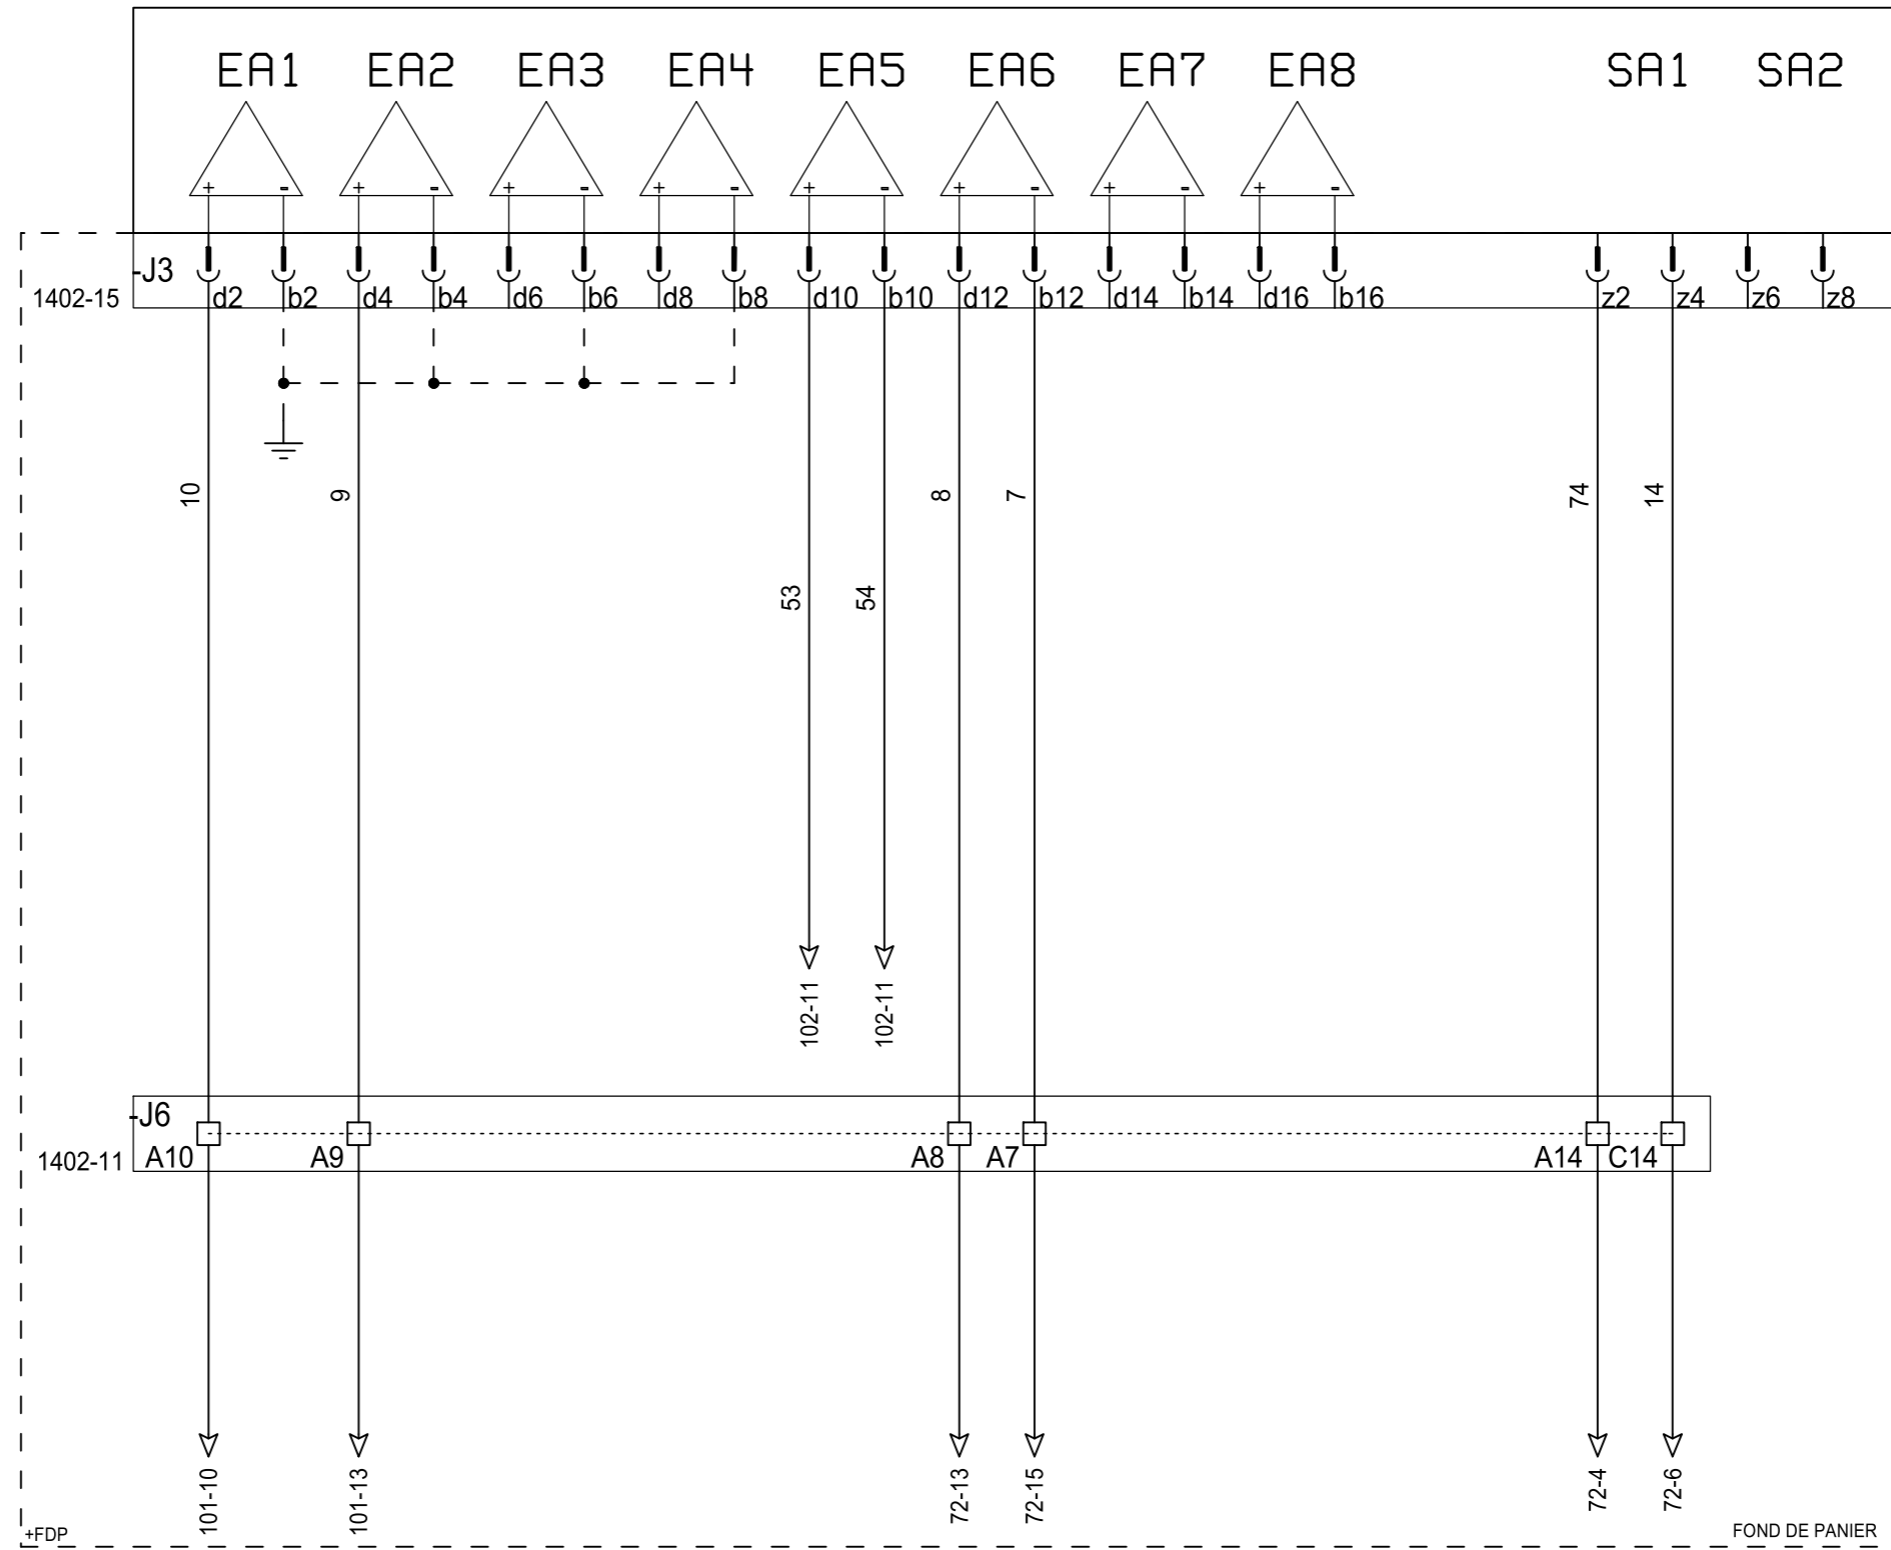 EA1 EA2 EA3 EA4 EA5 EA6 EA7 EA8 SA1 SA2
+ - + - + - + - + - + - + - + -
-J3
1402-15 d2 b2 d4 b4 d6 b6 d8 b8 d10 b10 d12 b12 d14 b14 d16 b16 z2 z4 z6 z8
10 9 8 7 74 14
53 54
102-11 102-11
-J6
1402-11 A10 A9 A8 A7 A14 C14
101-10 101-13 72-13 72-15 72-4 72-6
+FDP FOND DE PANIER